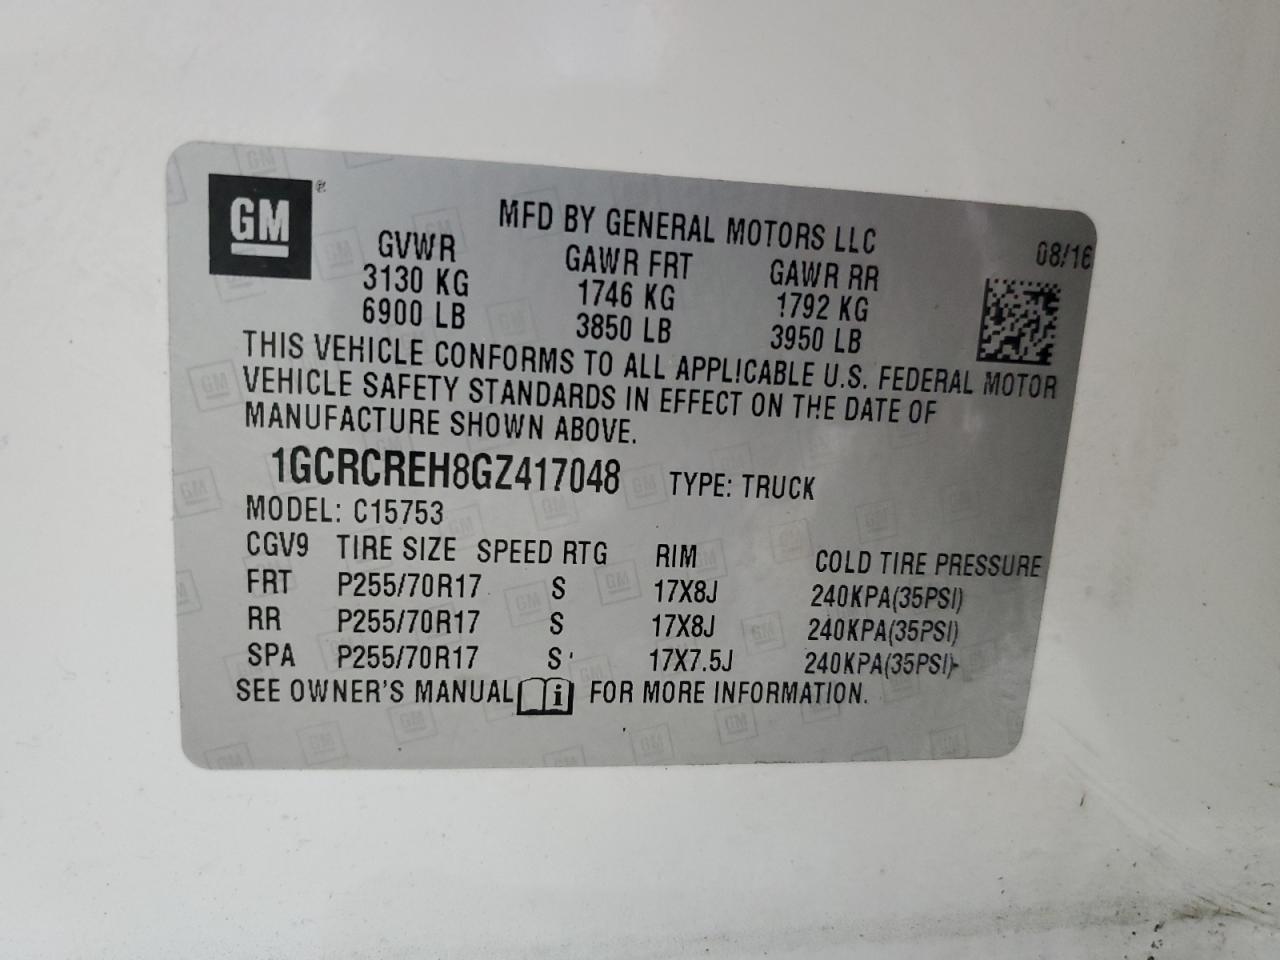 GM ®
MFD BY GENERAL MOTORS LLC
08/16
GVWR GAWR FRT GAWR RR
3130 KG 1746 KG 1792 KG
6900 LB 3850 LB 3950 LB
THIS VEHICLE CONFORMS TO ALL APPLICABLE U.S. FEDERAL MOTOR
VEHICLE SAFETY STANDARDS IN EFFECT ON THE DATE OF
MANUFACTURE SHOWN ABOVE.
1GCRCREH8GZ417048 TYPE: TRUCK
MODEL: C15753
CGV9 TIRE SIZE SPEED RTG RIM COLD TIRE PRESSURE
FRT P255/70R17 S 17X8J 240KPA(35PSI)
RR P255/70R17 S 17X8J 240KPA(35PSI)
SPA P255/70R17 S 17X7.5J 240KPA(35PSI)
SEE OWNER'S MANUAL i FOR MORE INFORMATION.